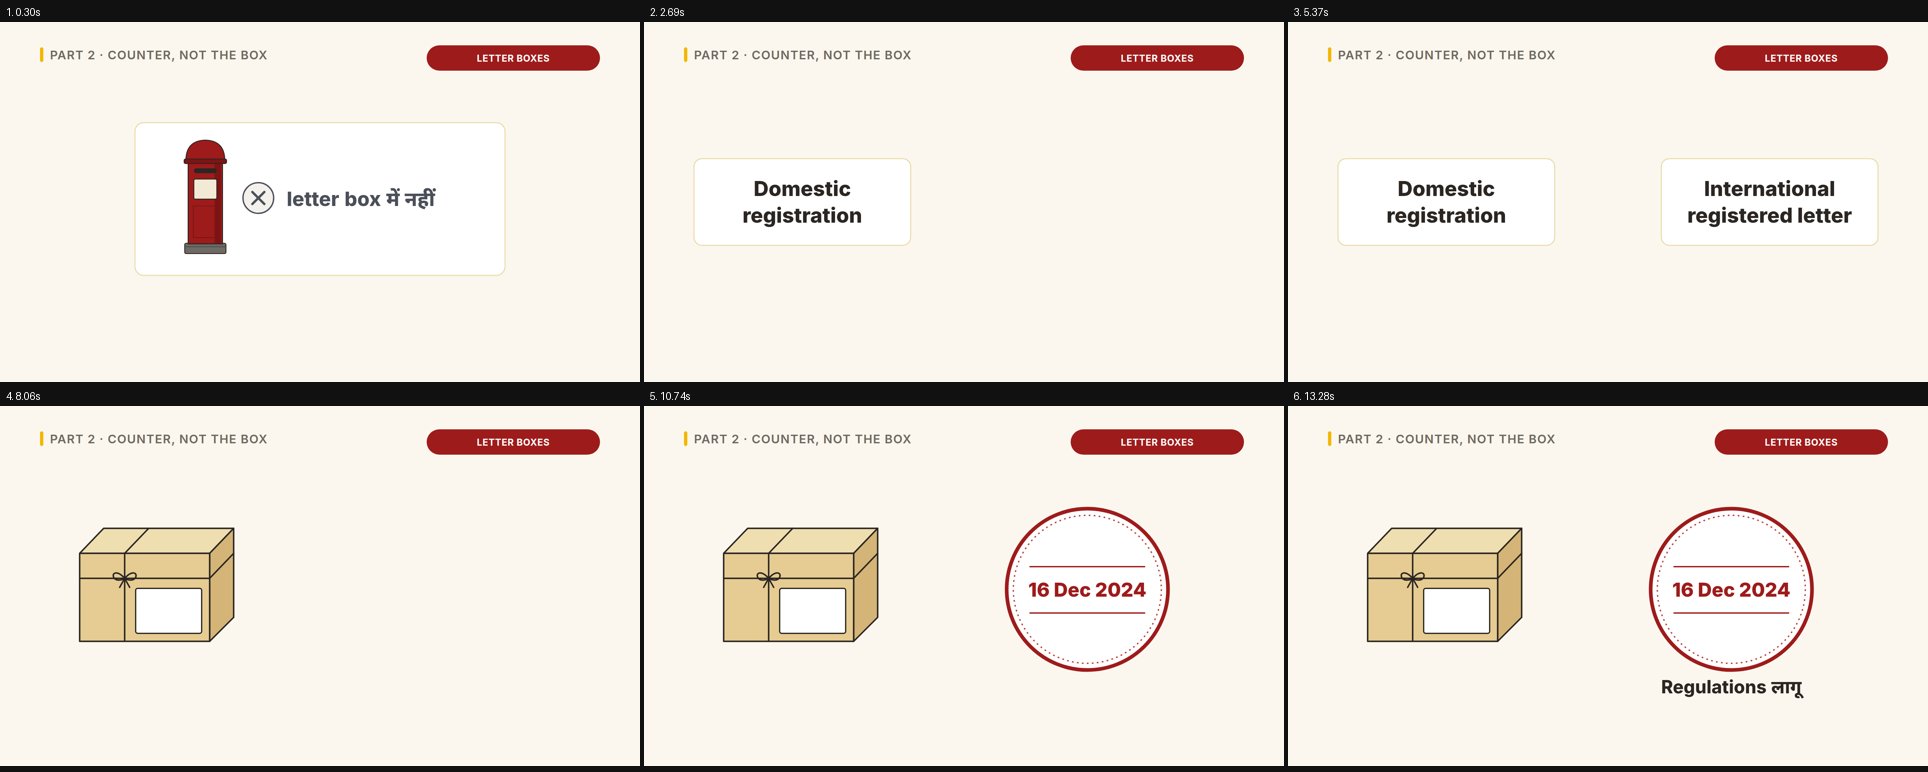 1. 0.30s
PART 2 · COUNTER, NOT THE BOX
LETTER BOXES
letter box में नहीं
2. 2.69s
PART 2 · COUNTER, NOT THE BOX
LETTER BOXES
Domestic
registration
3. 5.37s
PART 2 · COUNTER, NOT THE BOX
LETTER BOXES
Domestic
registration
International
registered letter
4. 8.06s
PART 2 · COUNTER, NOT THE BOX
LETTER BOXES
5. 10.74s
PART 2 · COUNTER, NOT THE BOX
LETTER BOXES
16 Dec 2024
6. 13.28s
PART 2 · COUNTER, NOT THE BOX
LETTER BOXES
16 Dec 2024
Regulations लागू